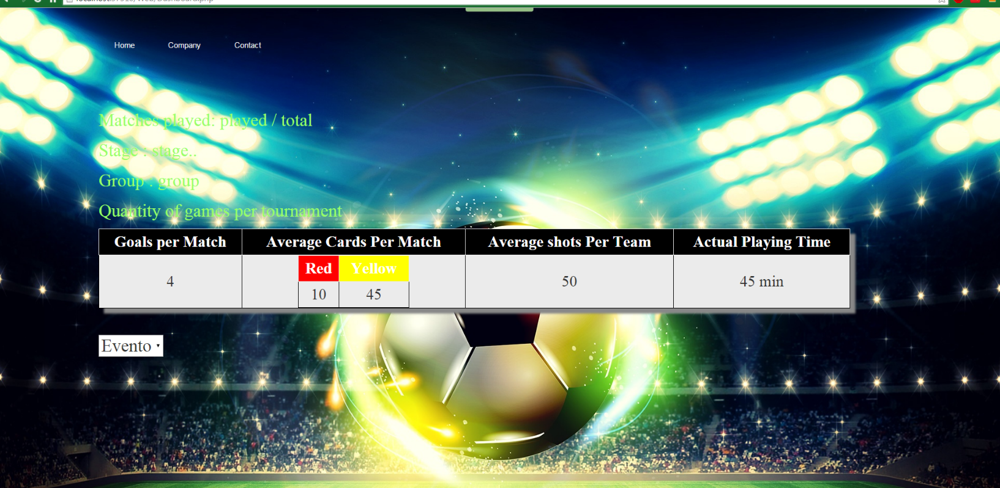 Home Company Contact
Matches played: played / total
Stage : stage..
Group : group
Quantity of games per tournament
Goals per Match Average Cards Per Match Average shots Per Team Actual Playing Time
Red Yellow
4 50 45 min
10 45
Evento